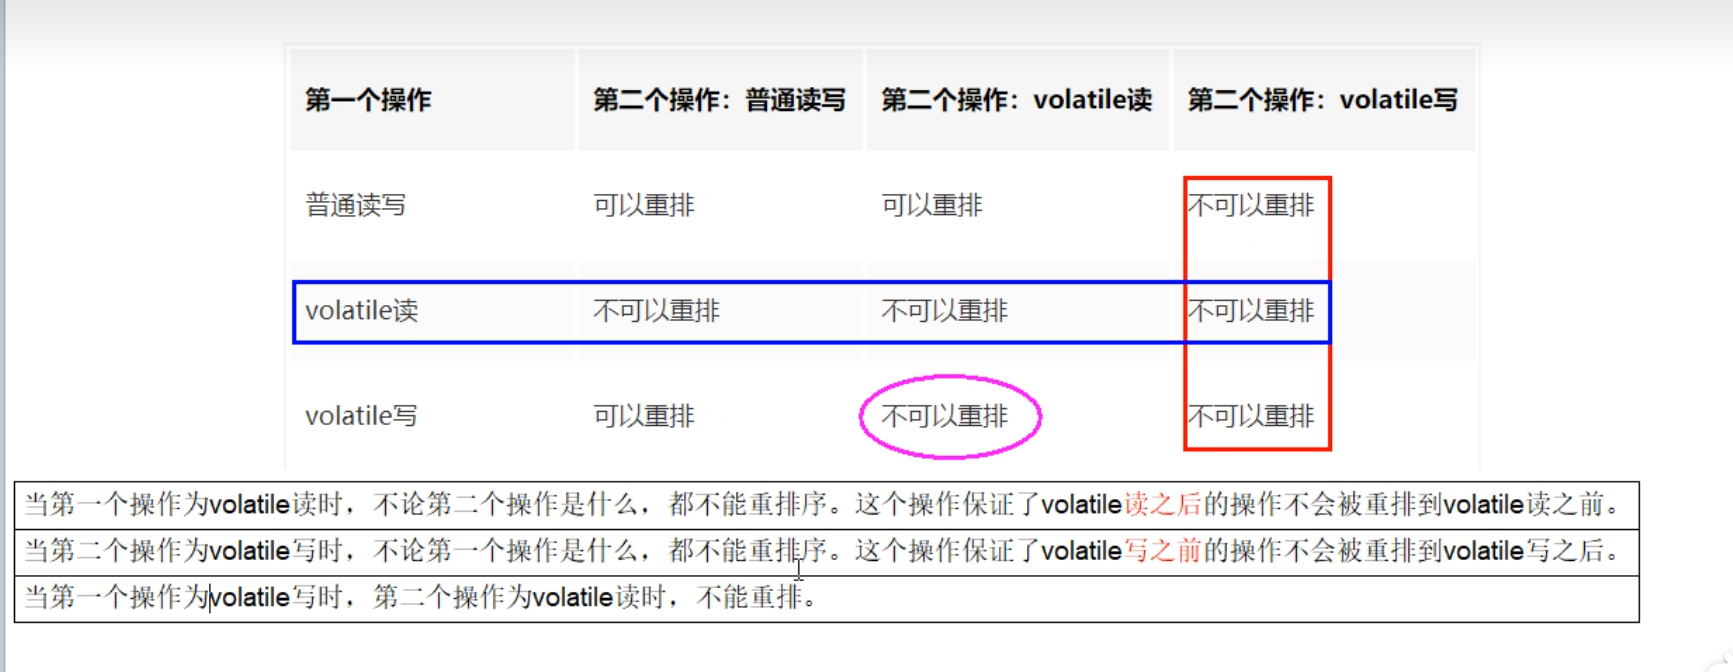 第一个操作 第二个操作：普通读写 第二个操作：volatile读 第二个操作：volatile写
普通读写 可以重排 可以重排 不可以重排
volatile读 不可以重排 不可以重排 不可以重排
volatile写 可以重排 不可以重排 不可以重排
当第一个操作为volatile读时，不论第二个操作是什么，都不能重排序。这个操作保证了volatile读之后的操作不会被重排到volatile读之前。
当第二个操作为volatile写时，不论第一个操作是什么，都不能重排序。这个操作保证了volatile写之前的操作不会被重排到volatile写之后。
当第一个操作为volatile写时，第二个操作为volatile读时，不能重排。